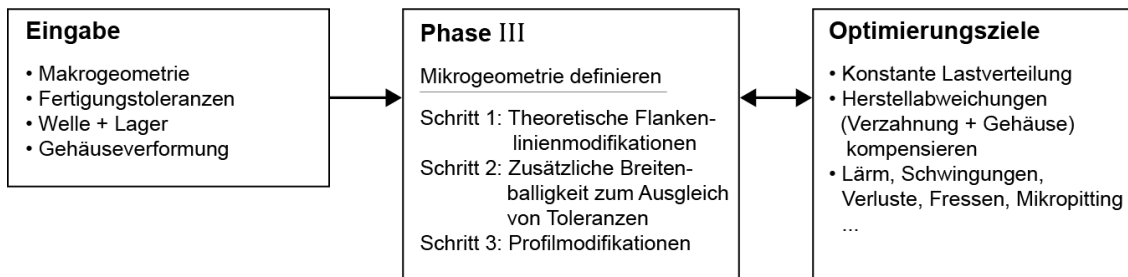 Eingabe
• Makrogeometrie
• Fertigungstoleranzen
• Welle + Lager
• Gehäuseverformung
Phase III
Mikrogeometrie definieren
Schritt 1: Theoretische Flanken-
linienmodifikationen
Schritt 2: Zusätzliche Breiten-
balligkeit zum Ausgleich
von Toleranzen
Schritt 3: Profilmodifikationen
Optimierungsziele
• Konstante Lastverteilung
• Herstellabweichungen
(Verzahnung + Gehäuse)
kompensieren
• Lärm, Schwingungen,
Verluste, Fressen, Mikropitting
...